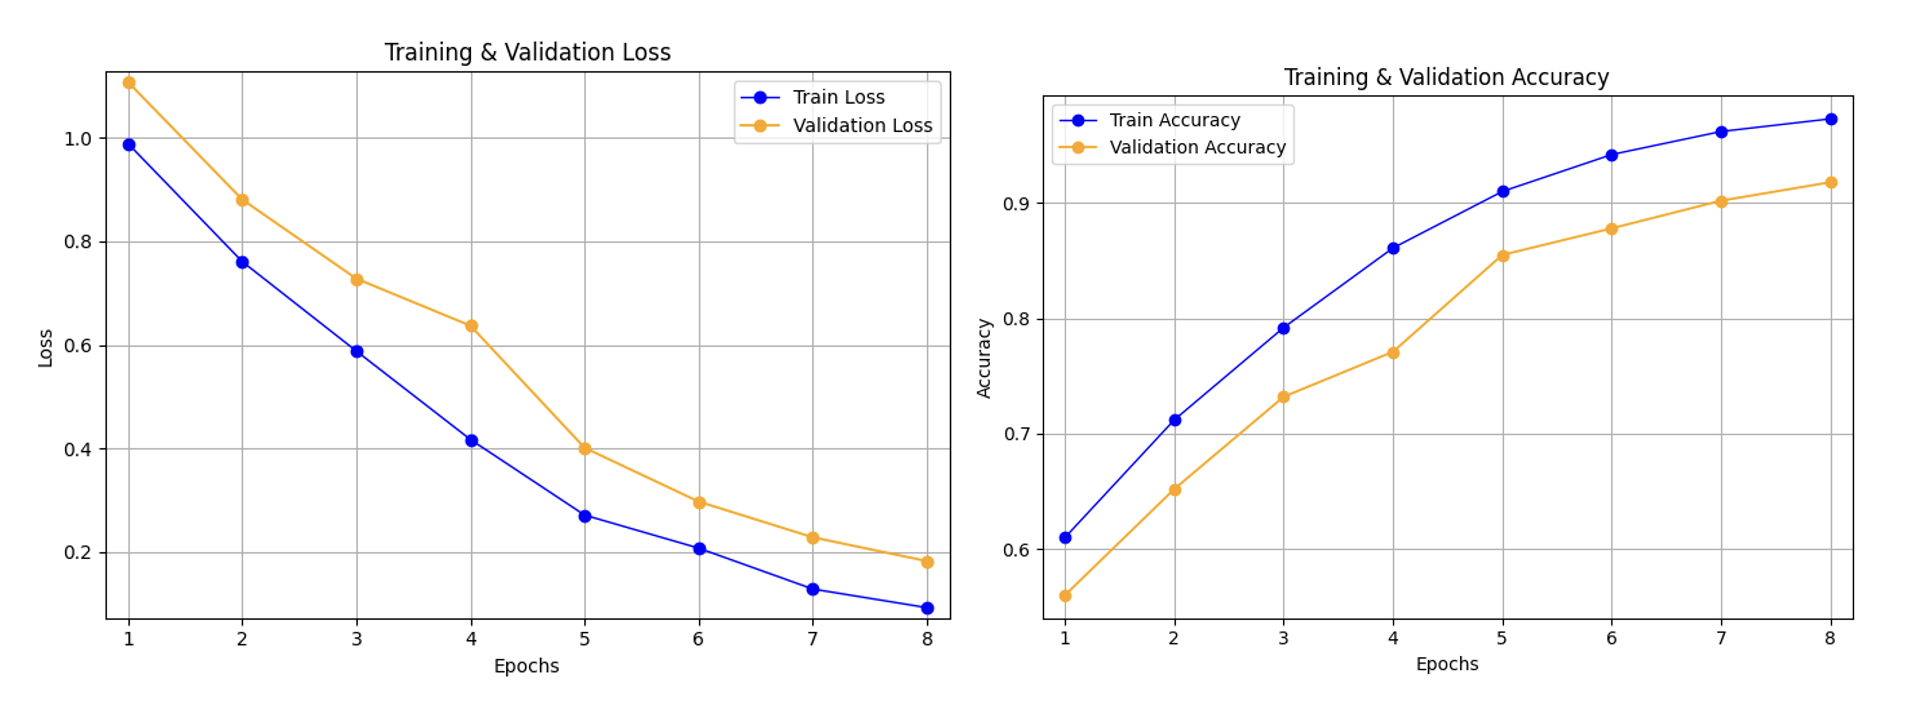 Training & Validation Loss
Train Loss
Validation Loss
1.0
0.8
0.6
0.4
0.2
Loss
1 2 3 4 5 6 7 8
Epochs
Training & Validation Accuracy
Train Accuracy
Validation Accuracy
0.9
0.8
0.7
0.6
Accuracy
1 2 3 4 5 6 7 8
Epochs